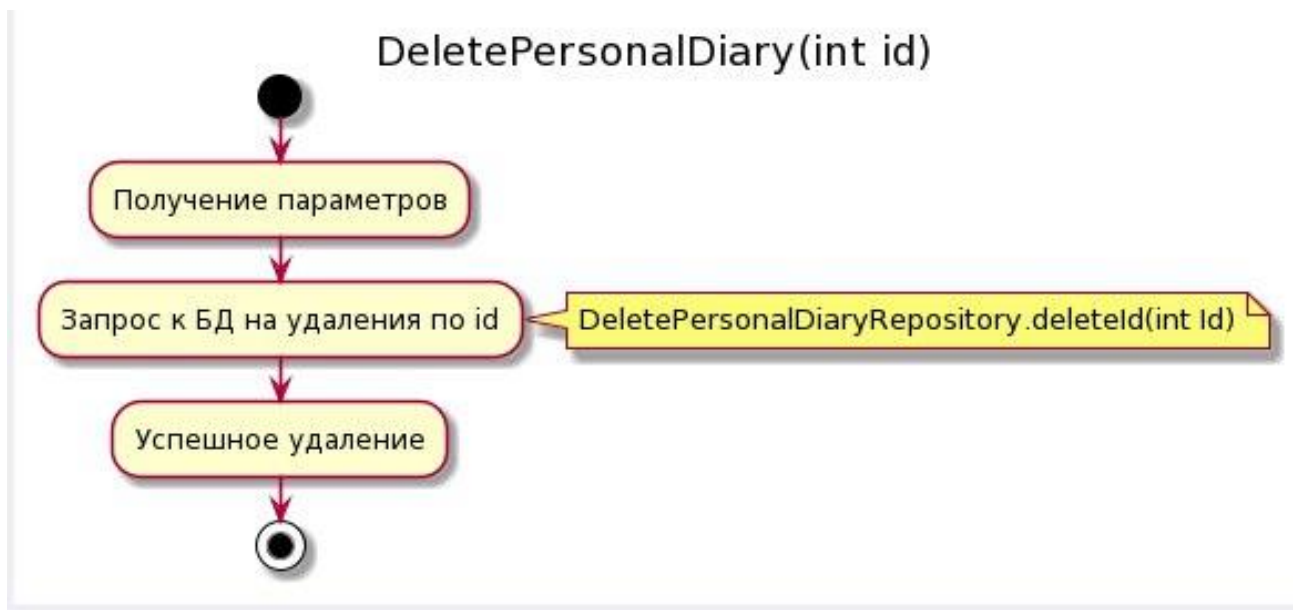 DeletePersonalDiary(int id)
Получение параметров
Запрос к БД на удаления по id
DeletePersonalDiaryRepository.deleteId(int Id)
Успешное удаление